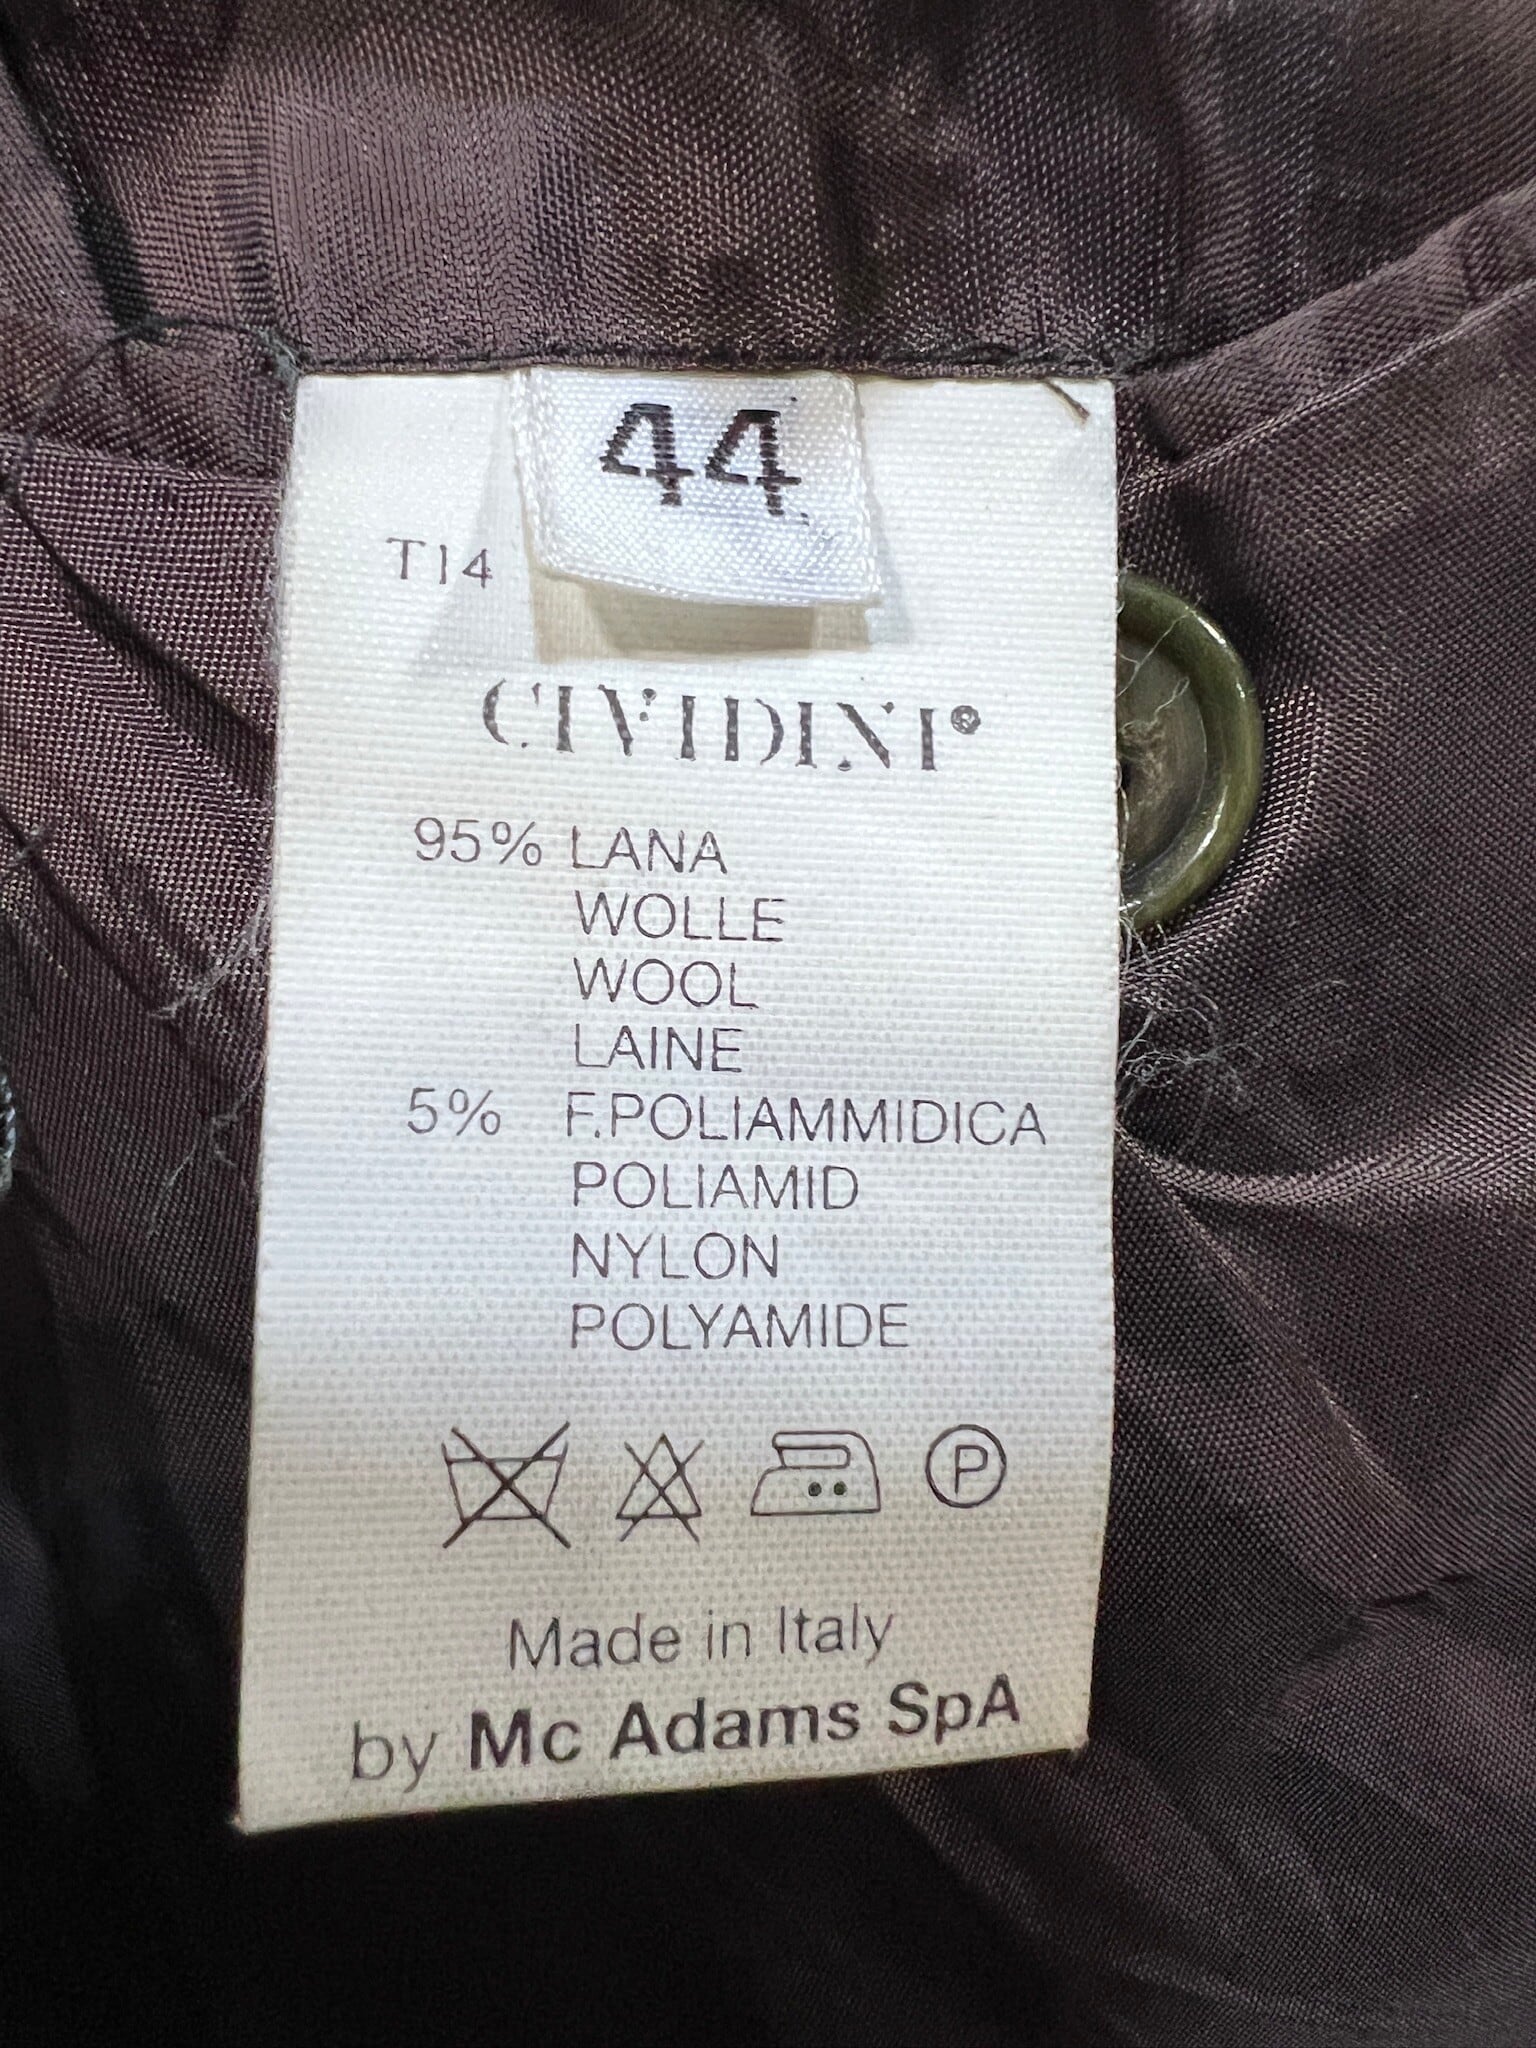 44
T14
CIVIDINI®
95% LANA
WOLLE
WOOL
LAINE
5% F.POLIAMMIDICA
POLIAMID
NYLON
POLYAMIDE
P
Made in Italy
by Mc Adams SpA